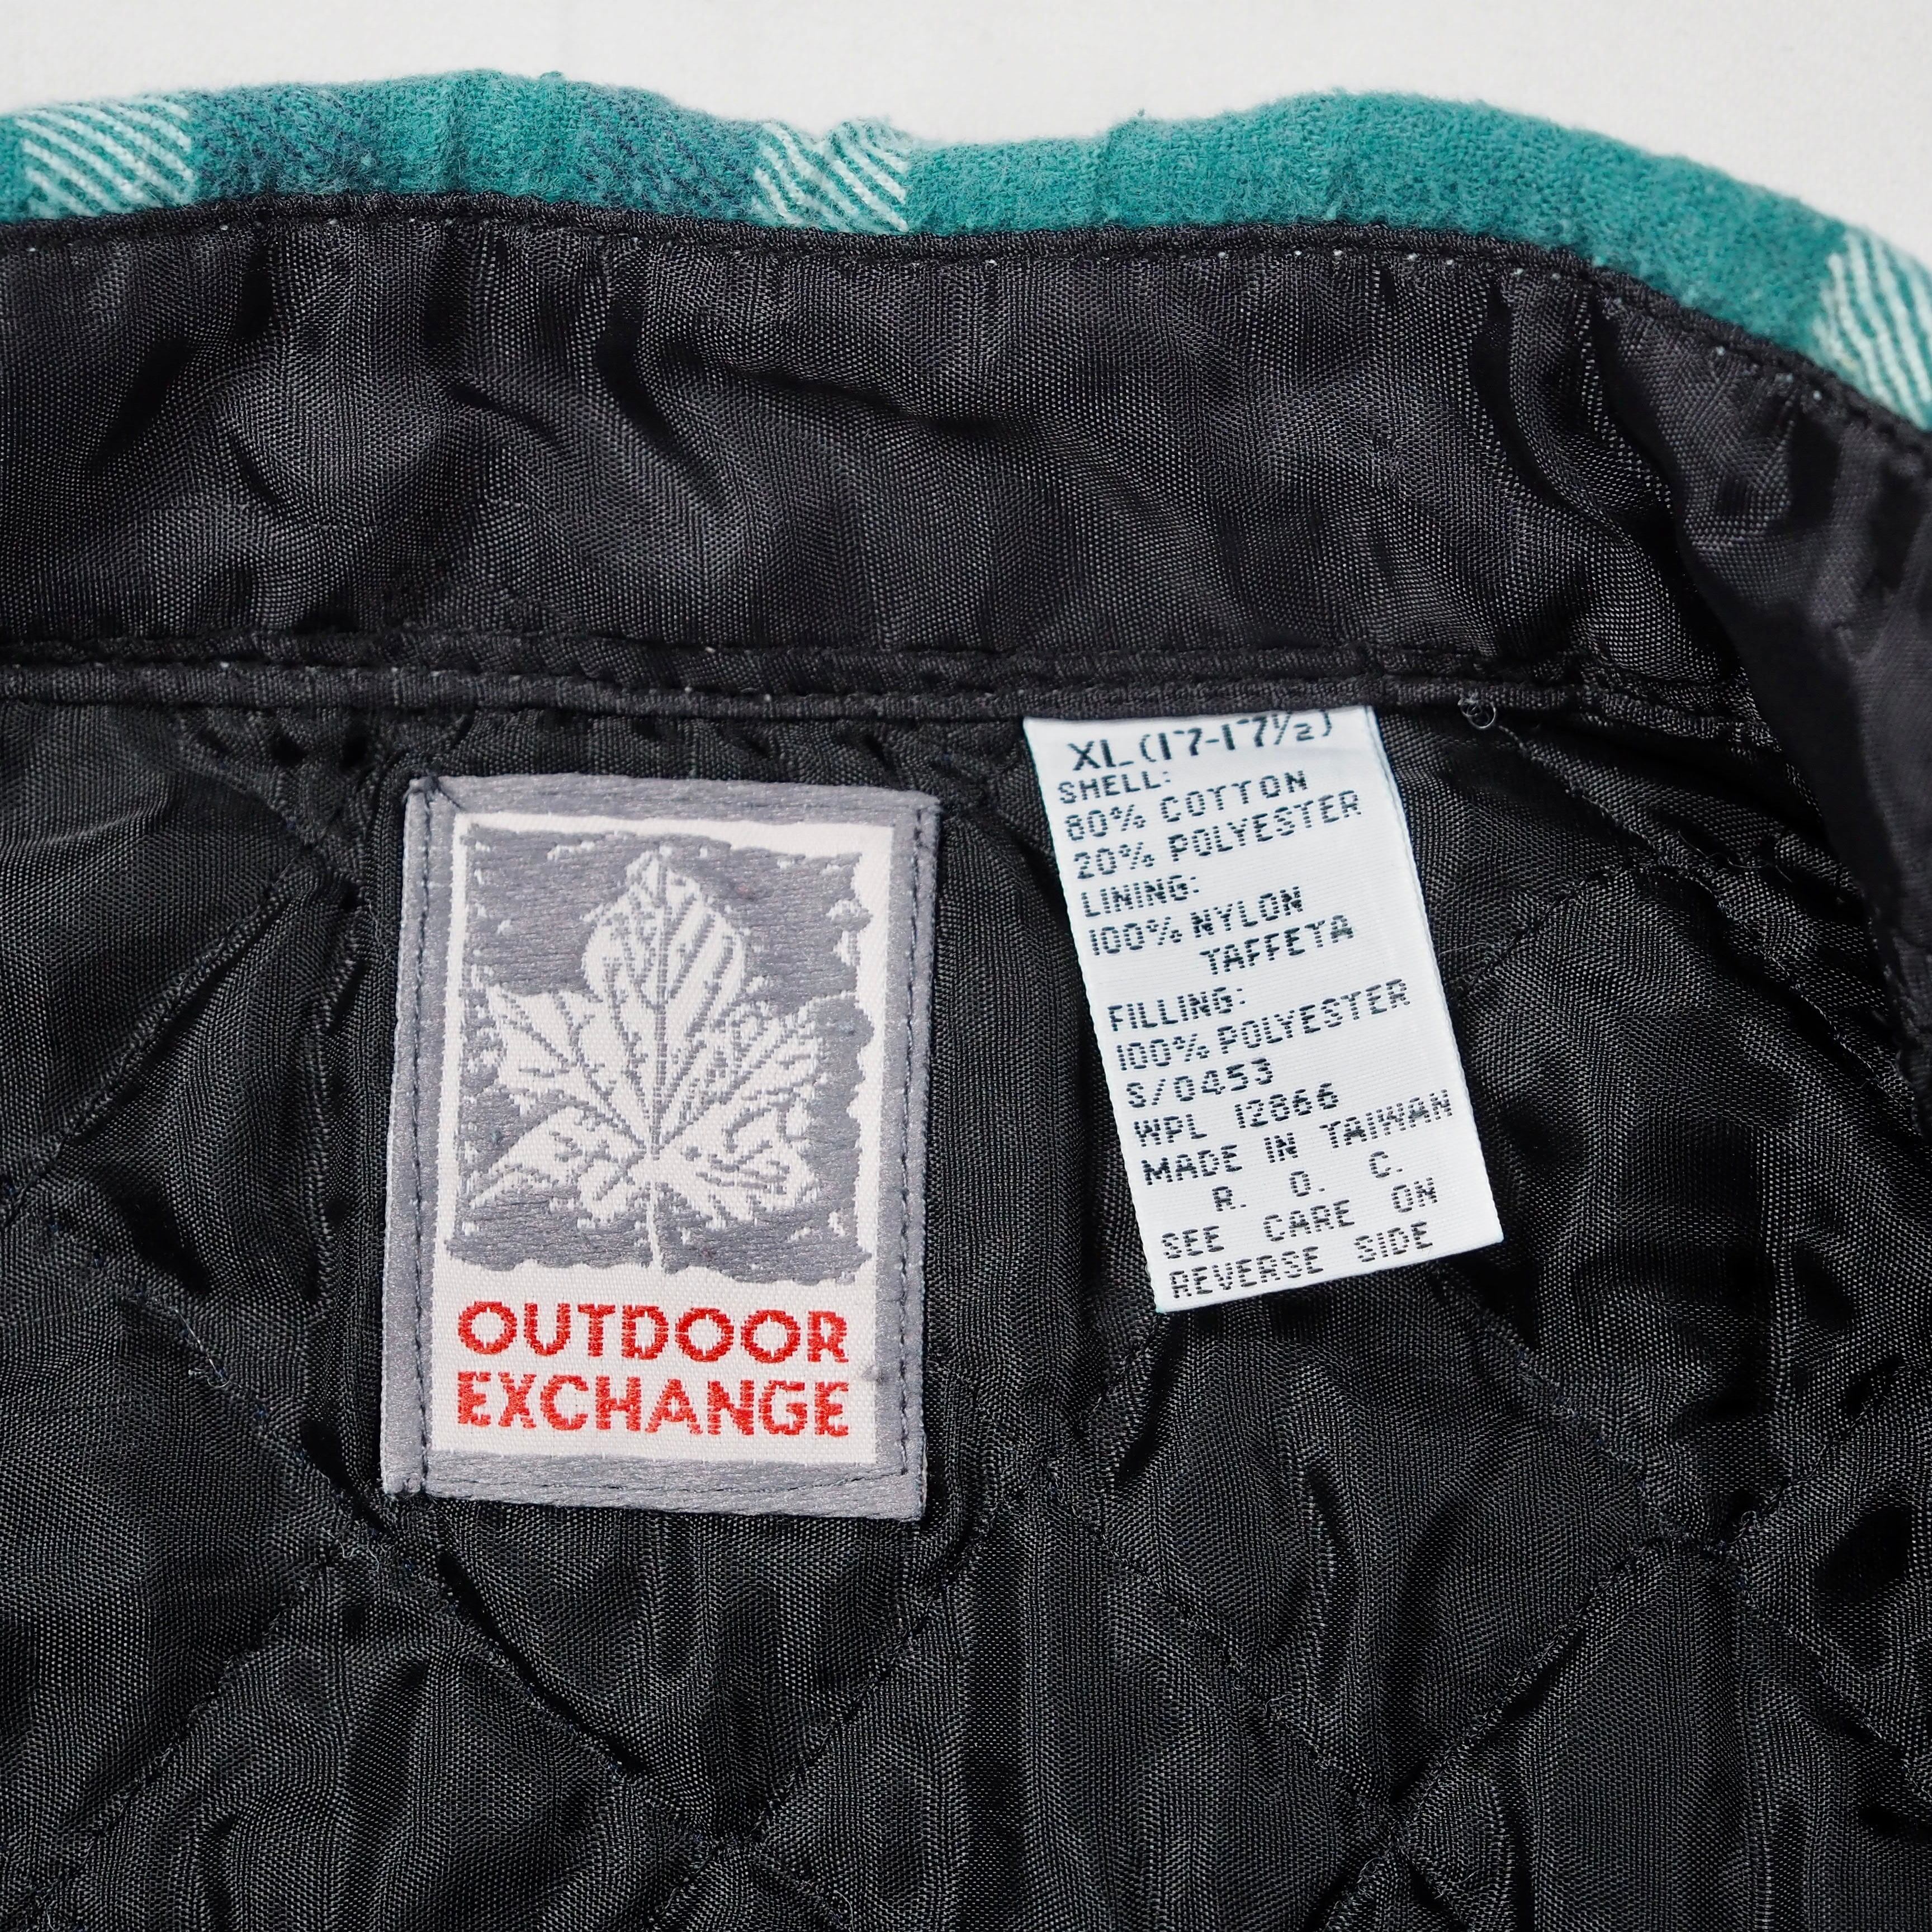 OUTDOOR
EXCHANGE
XL (17-17½)
SHELL:
80% COTTON
20% POLYESTER
LINING:
100% NYLON
TAFFETA
FILLING:
100% POLYESTER
S/0453
WPL 12866
MADE IN TAIWAN
R. O. C.
SEE CARE ON
REVERSE SIDE